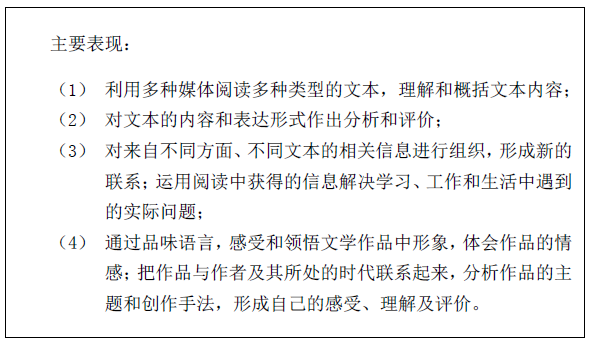 主要表现：
（1） 利用多种媒体阅读多种类型的文本，理解和概括文本内容；
（2） 对文本的内容和表达形式作出分析和评价；
（3） 对来自不同方面、不同文本的相关信息进行组织，形成新的
联系；运用阅读中获得的信息解决学习、工作和生活中遇到
的实际问题；
（4） 通过品味语言，感受和领悟文学作品中形象，体会作品的情
感；把作品与作者及其所处的时代联系起来，分析作品的主
题和创作手法，形成自己的感受、理解及评价。